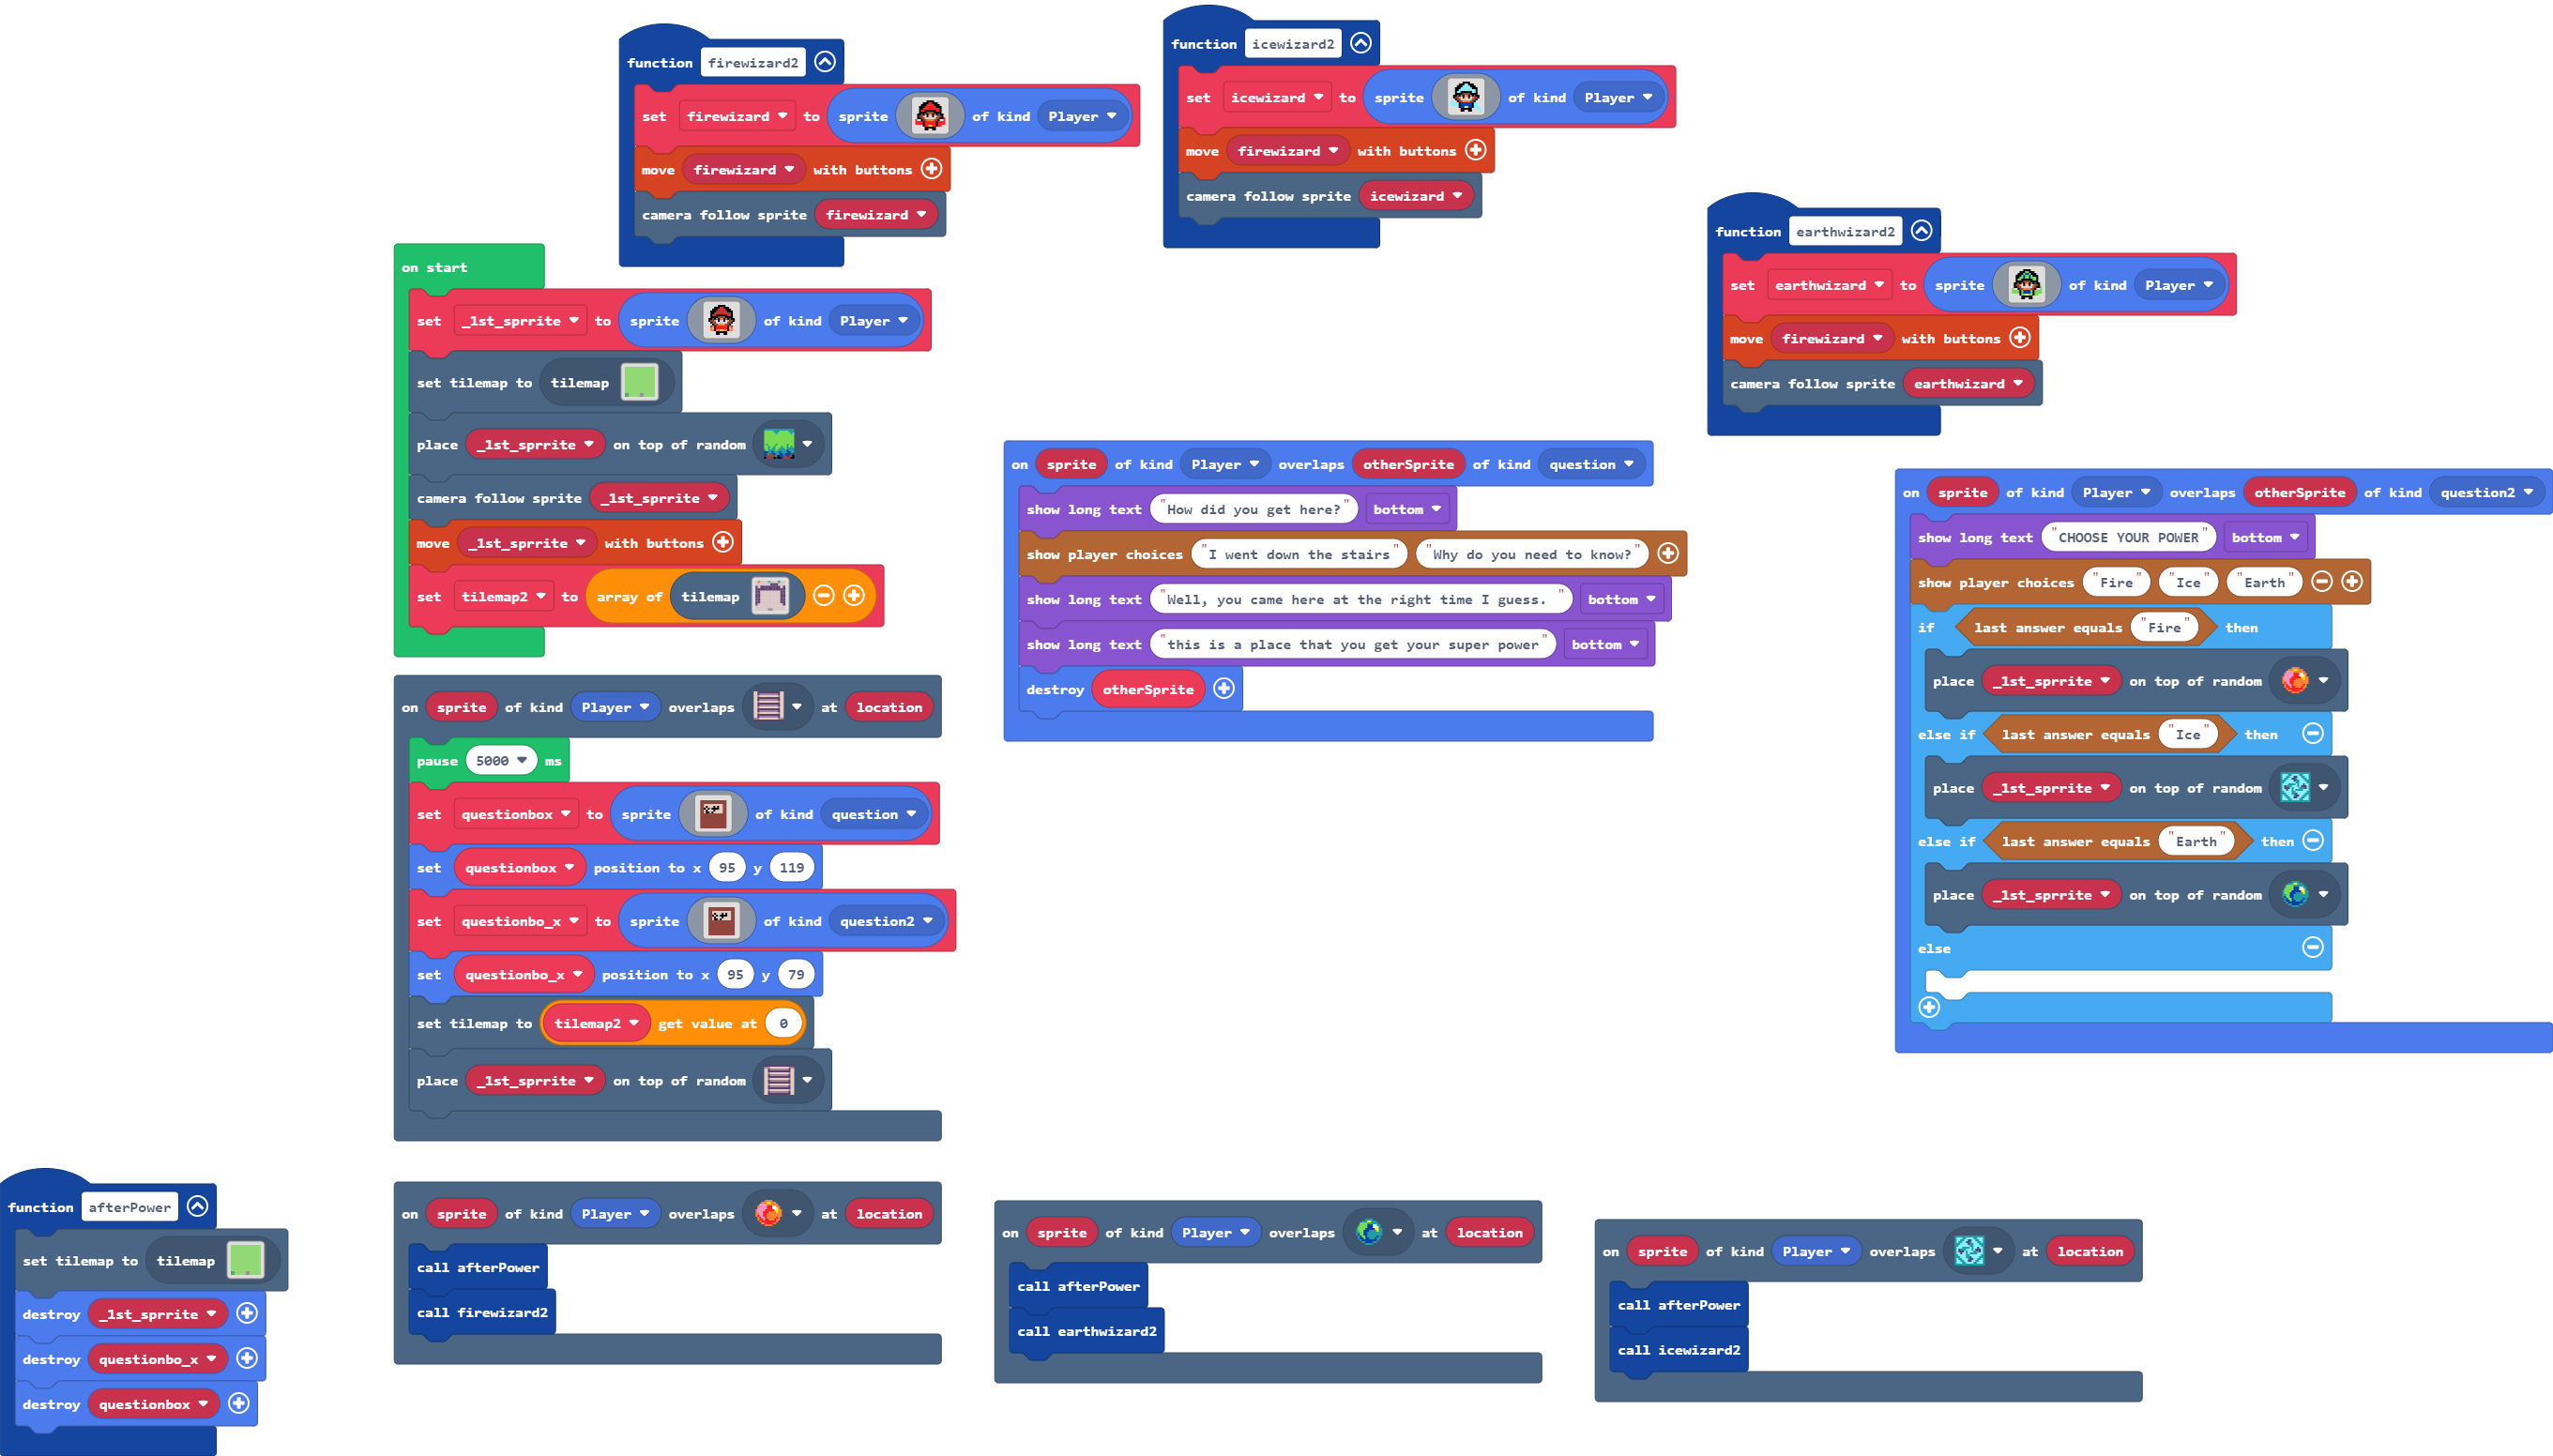 function firewizard2
set firewizard to sprite of kind Player
move firewizard with buttons
camera follow sprite firewizard
function icewizard2
set icewizard to sprite of kind Player
move firewizard with buttons
camera follow sprite icewizard
function earthwizard2
set earthwizard to sprite of kind Player
move firewizard with buttons
camera follow sprite earthwizard
on start
set _1st_sprrite to sprite of kind Player
set tilemap to tilemap
place _1st_sprrite on top of random
camera follow sprite _1st_sprrite
move _1st_sprrite with buttons
set tilemap2 to array of tilemap
on sprite of kind Player overlaps otherSprite of kind question
show long text "How did you get here?" bottom
show player choices "I went down the stairs" "Why do you need to know?"
show long text "Well, you came here at the right time I guess. " bottom
show long text "this is a place that you get your super power" bottom
destroy otherSprite
on sprite of kind Player overlaps otherSprite of kind question2
show long text "CHOOSE YOUR POWER" bottom
show player choices "Fire" "Ice" "Earth"
if last answer equals "Fire" then
place _1st_sprrite on top of random
else if last answer equals "Ice" then
place _1st_sprrite on top of random
else if last answer equals "Earth" then
place _1st_sprrite on top of random
else
on sprite of kind Player overlaps at location
pause 5000 ms
set questionbox to sprite of kind question
set questionbox position to x 95 y 119
set questionbo_x to sprite of kind question2
set questionbo_x position to x 95 y 79
set tilemap to tilemap2 get value at 0
place _1st_sprrite on top of random
function afterPower
set tilemap to tilemap
destroy _1st_sprrite
destroy questionbo_x
destroy questionbox
on sprite of kind Player overlaps at location
call afterPower
call firewizard2
on sprite of kind Player overlaps at location
call afterPower
call earthwizard2
on sprite of kind Player overlaps at location
call afterPower
call icewizard2